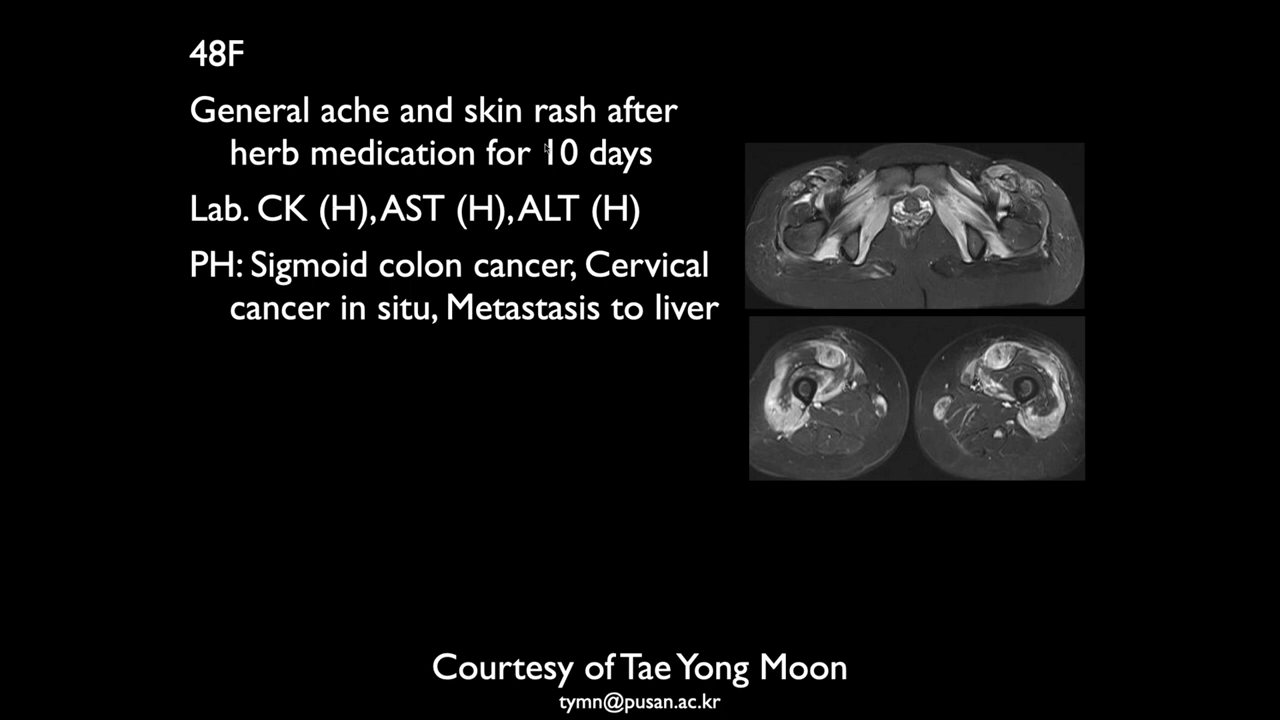 48F
General ache and skin rash after
herb medication for 10 days
Lab. CK (H), AST (H), ALT (H)
PH: Sigmoid colon cancer, Cervical
cancer in situ, Metastasis to liver
Courtesy of Tae Yong Moon
tymn@pusan.ac.kr